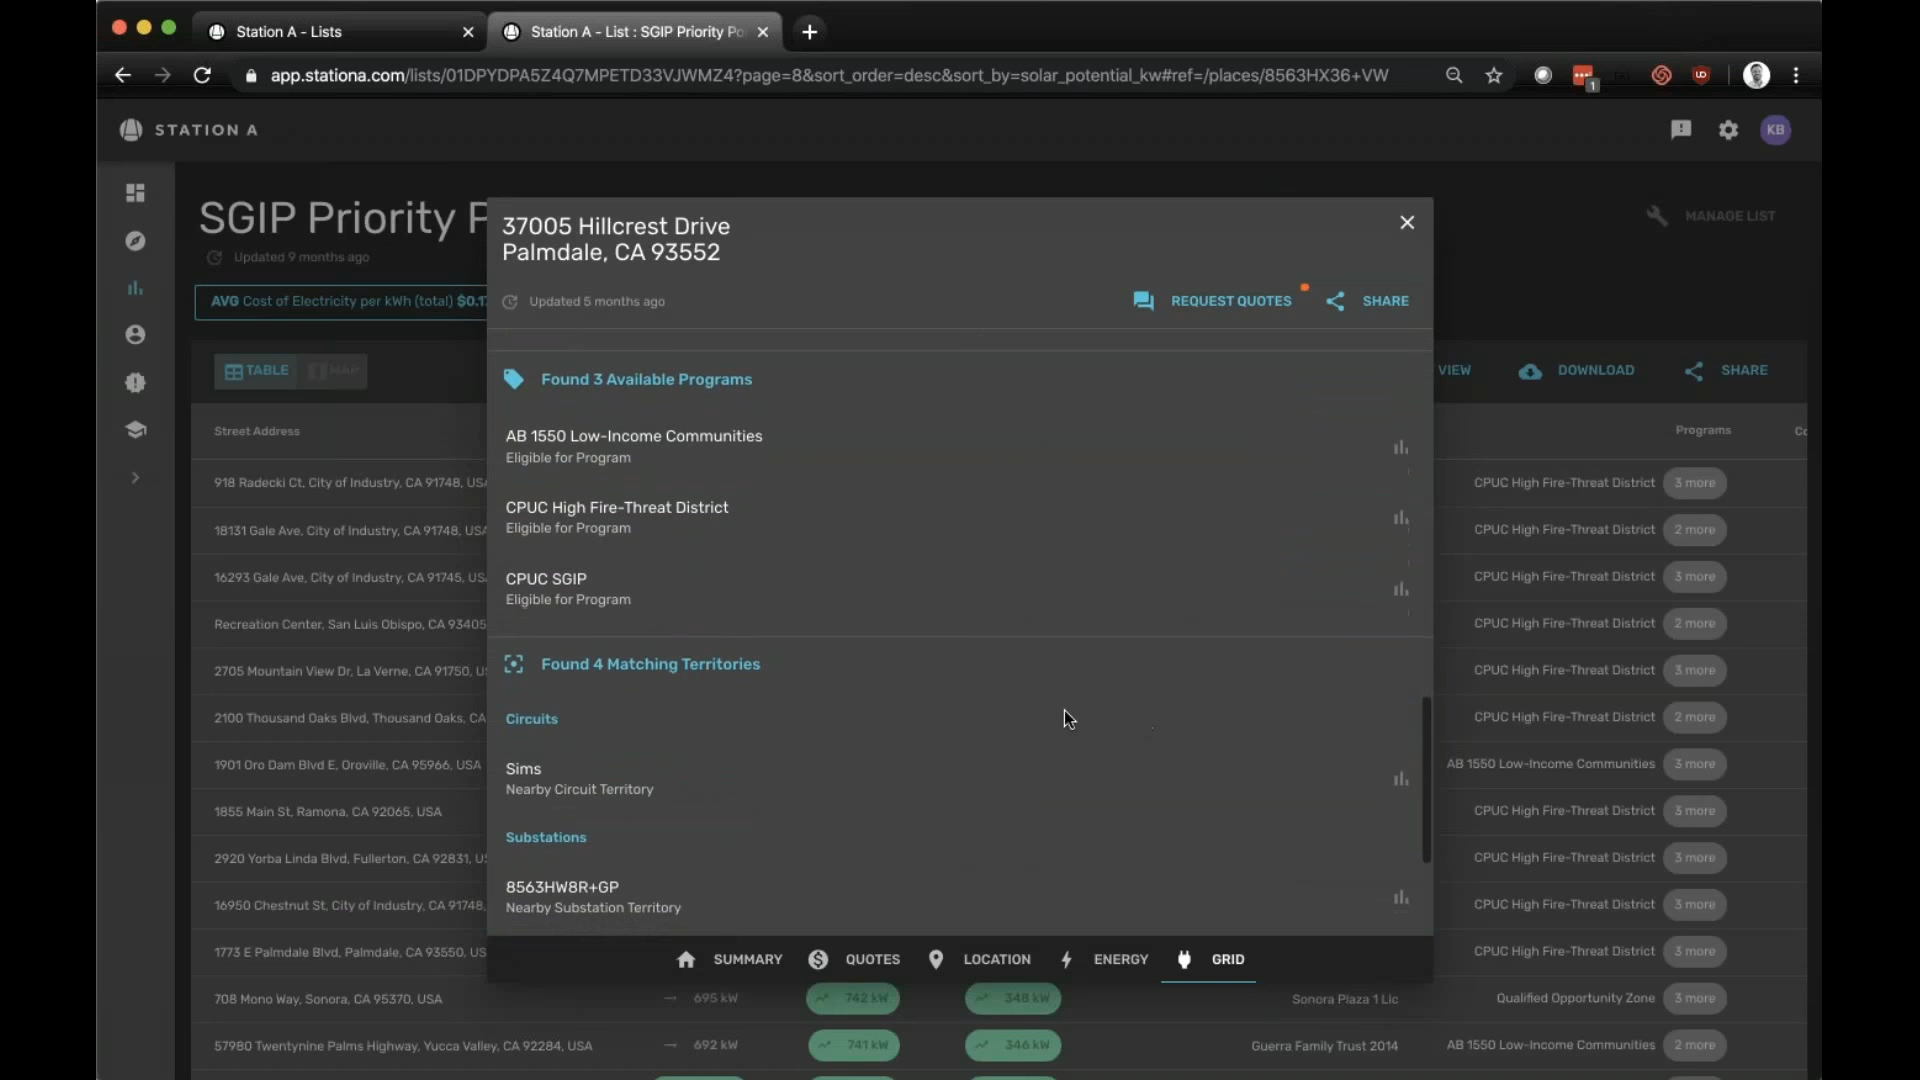 Station A - Lists
Station A - List : SGIP Priority Po
app.stationa.com/lists/01DPYDPA5Z4Q7MPETD33VJWMZ4?page=8&sort_order=desc&sort_by=solar_potential_kw#ref=/places/8563HX36+VW
1
STATION A
KB
SGIP Priority P
Updated 9 months ago
MANAGE LIST
AVG Cost of Electricity per kWh (total) $0.1
TABLE
MAP
VIEW
DOWNLOAD
SHARE
Street Address
Programs
Co
918 Radecki Ct, City of Industry, CA 91748, USA
CPUC High Fire-Threat District
3 more
18131 Gale Ave, City of Industry, CA 91748, USA
CPUC High Fire-Threat District
2 more
16293 Gale Ave, City of Industry, CA 91745, US
CPUC High Fire-Threat District
3 more
Recreation Center, San Luis Obispo, CA 93405
CPUC High Fire-Threat District
2 more
2705 Mountain View Dr, La Verne, CA 91750, U
CPUC High Fire-Threat District
3 more
2100 Thousand Oaks Blvd, Thousand Oaks, CA
CPUC High Fire-Threat District
2 more
1901 Oro Dam Blvd E, Oroville, CA 95966, USA
AB 1550 Low-Income Communities
3 more
1855 Main St, Ramona, CA 92065, USA
CPUC High Fire-Threat District
3 more
2920 Yorba Linda Blvd, Fullerton, CA 92831, U
CPUC High Fire-Threat District
3 more
16950 Chestnut St, City of Industry, CA 91748,
CPUC High Fire-Threat District
3 more
1773 E Palmdale Blvd, Palmdale, CA 93550, US
CPUC High Fire-Threat District
3 more
708 Mono Way, Sonora, CA 95370, USA
695 kW
742 kW
348 kW
Sonora Plaza 1 Llc
Qualified Opportunity Zone
3 more
57980 Twentynine Palms Highway, Yucca Valley, CA 92284, USA
692 kW
741 kW
346 kW
Guerra Family Trust 2014
AB 1550 Low-Income Communities
2 more
37005 Hillcrest Drive
Palmdale, CA 93552
Updated 5 months ago
REQUEST QUOTES
SHARE
Found 3 Available Programs
AB 1550 Low-Income Communities
Eligible for Program
CPUC High Fire-Threat District
Eligible for Program
CPUC SGIP
Eligible for Program
Found 4 Matching Territories
Circuits
Sims
Nearby Circuit Territory
Substations
8563HW8R+GP
Nearby Substation Territory
SUMMARY
QUOTES
LOCATION
ENERGY
GRID